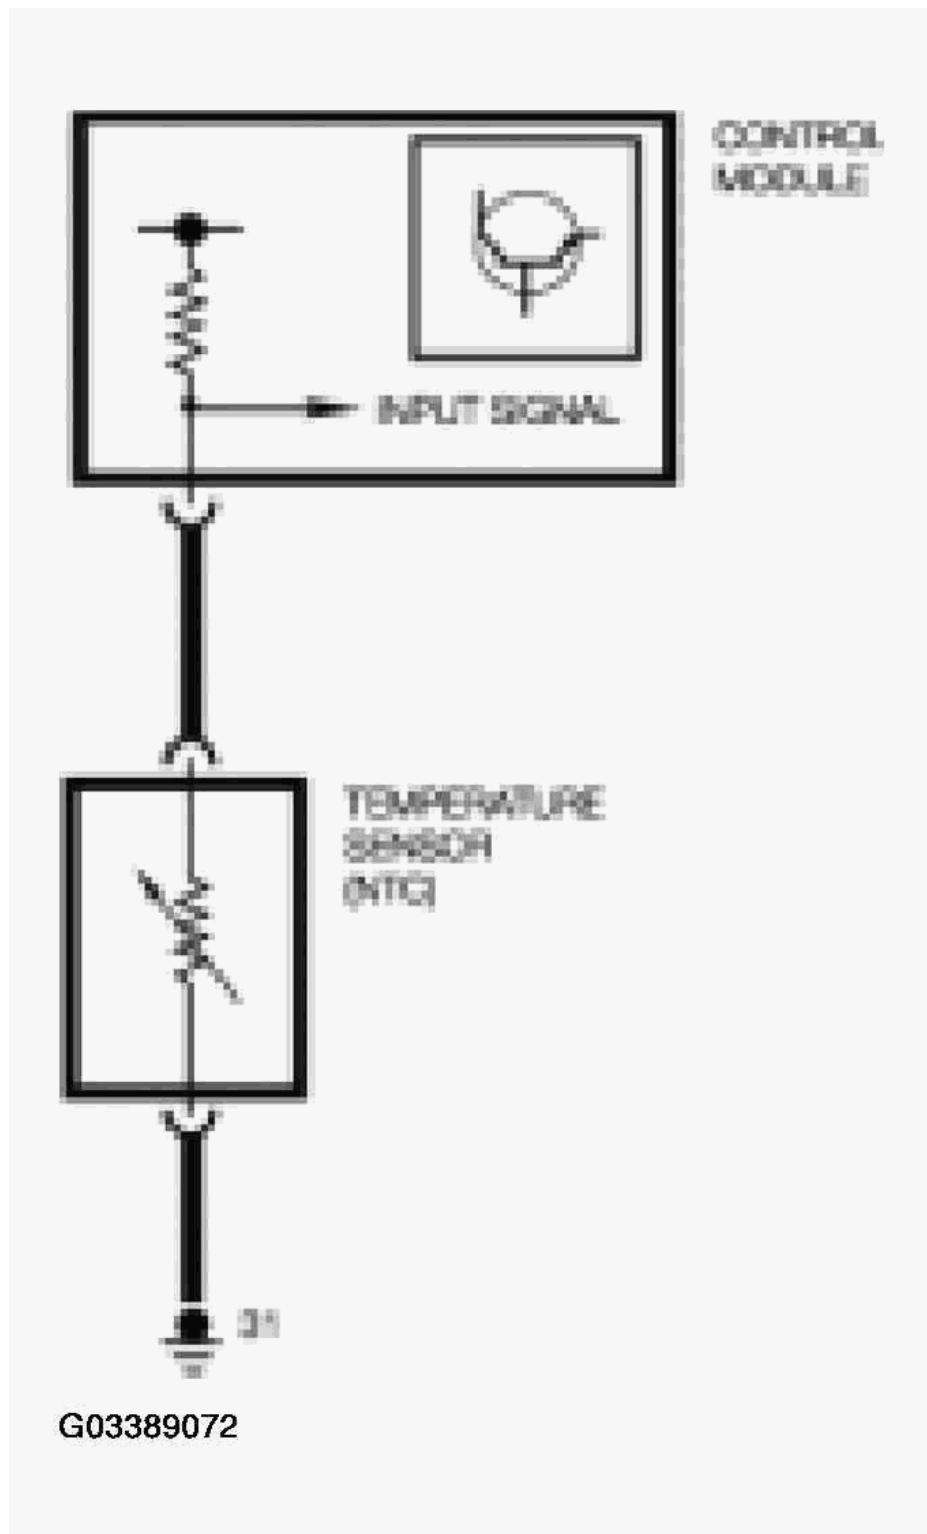 CONTROL
MODULE
INPUT SIGNAL
TEMPERATURE
SENSOR
(NTC)
31
G03389072